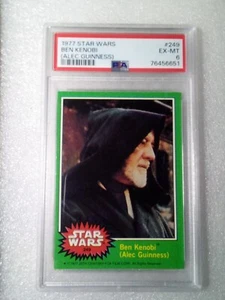 1977 STAR WARS #249
BEN KENOBI EX-MT
(ALEC GUINNESS) 6
PSA 76456651
STAR
WARS
249
Ben Kenobi
(Alec Guinness)